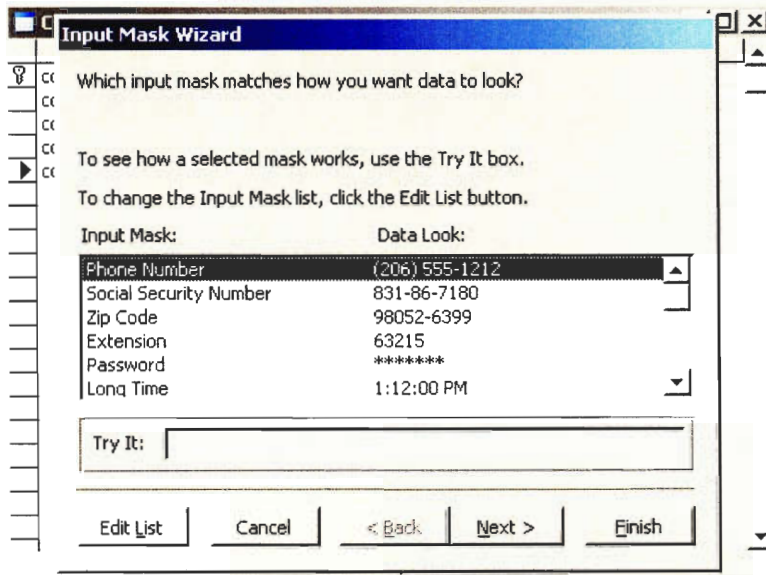 Input Mask Wizard
Which input mask matches how you want data to look?
To see how a selected mask works, use the Try It box.
To change the Input Mask list, click the Edit List button.
Input Mask: Data Look:
Phone Number (206) 555-1212
Social Security Number 831-86-7180
Zip Code 98052-6399
Extension 63215
Password *******
Long Time 1:12:00 PM
Try It:
Edit List Cancel < Back Next > Finish